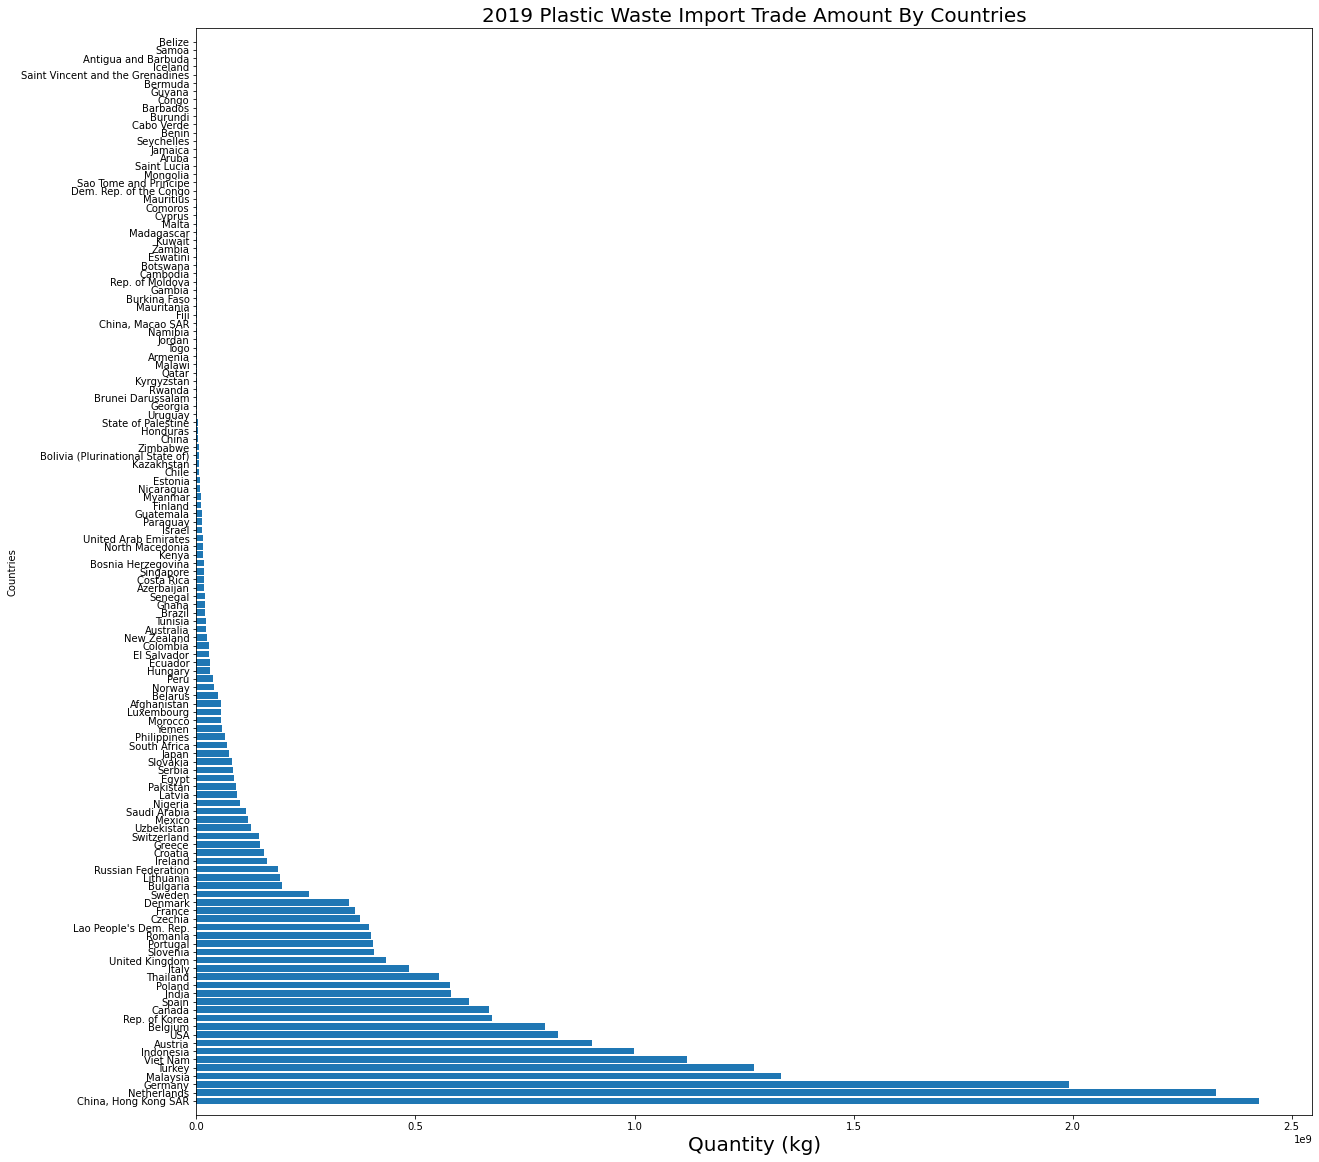 2019 Plastic Waste Import Trade Amount By Countries
Belize
Samoa
Antigua and Barbuda
Iceland
Saint Vincent and the Grenadines
Bermuda
Guyana
Congo
Barbados
Burundi
Cabo Verde
Benin
Seychelles
Jamaica
Aruba
Saint Lucia
Mongolia
Sao Tome and Principe
Dem. Rep. of the Congo
Mauritius
Comoros
Cyprus
Malta
Madagascar
Kuwait
Zambia
Eswatini
Botswana
Cambodia
Rep. of Moldova
Gambia
Burkina Faso
Mauritania
Fiji
China, Macao SAR
Namibia
Jordan
Togo
Armenia
Malawi
Qatar
Kyrgyzstan
Rwanda
Brunei Darussalam
Georgia
Uruguay
State of Palestine
Honduras
China
Zimbabwe
Bolivia (Plurinational State of)
Kazakhstan
Chile
Estonia
Nicaragua
Myanmar
Finland
Guatemala
Paraguay
Israel
United Arab Emirates
North Macedonia
Kenya
Bosnia Herzegovina
Singapore
Costa Rica
Azerbaijan
Senegal
Ghana
Brazil
Tunisia
Australia
New Zealand
Colombia
El Salvador
Ecuador
Hungary
Peru
Norway
Belarus
Afghanistan
Luxembourg
Morocco
Yemen
Philippines
South Africa
Japan
Slovakia
Serbia
Egypt
Pakistan
Latvia
Nigeria
Saudi Arabia
Mexico
Uzbekistan
Switzerland
Greece
Croatia
Ireland
Russian Federation
Lithuania
Bulgaria
Sweden
Denmark
France
Czechia
Lao People's Dem. Rep.
Romania
Portugal
Slovenia
United Kingdom
Italy
Thailand
Poland
India
Spain
Canada
Rep. of Korea
Belgium
USA
Austria
Indonesia
Viet Nam
Turkey
Malaysia
Germany
Netherlands
China, Hong Kong SAR
Countries
0.0 0.5 1.0 1.5 2.0 2.5
1e9
Quantity (kg)